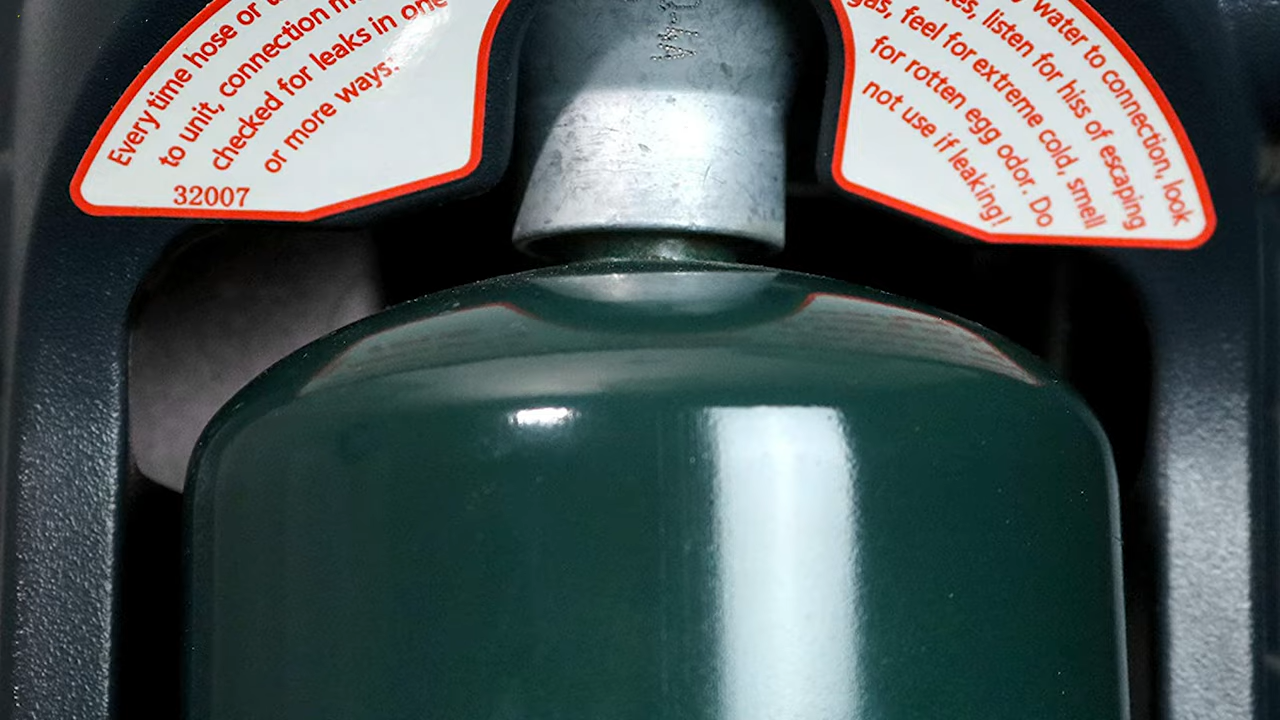 Every time hose or
to unit, connection
checked for leaks in one
or more ways:
32007
water to connection, look
listen for hiss of escaping
gas, feel for extreme cold, smell
for rotten egg odor. Do
not use if leaking!